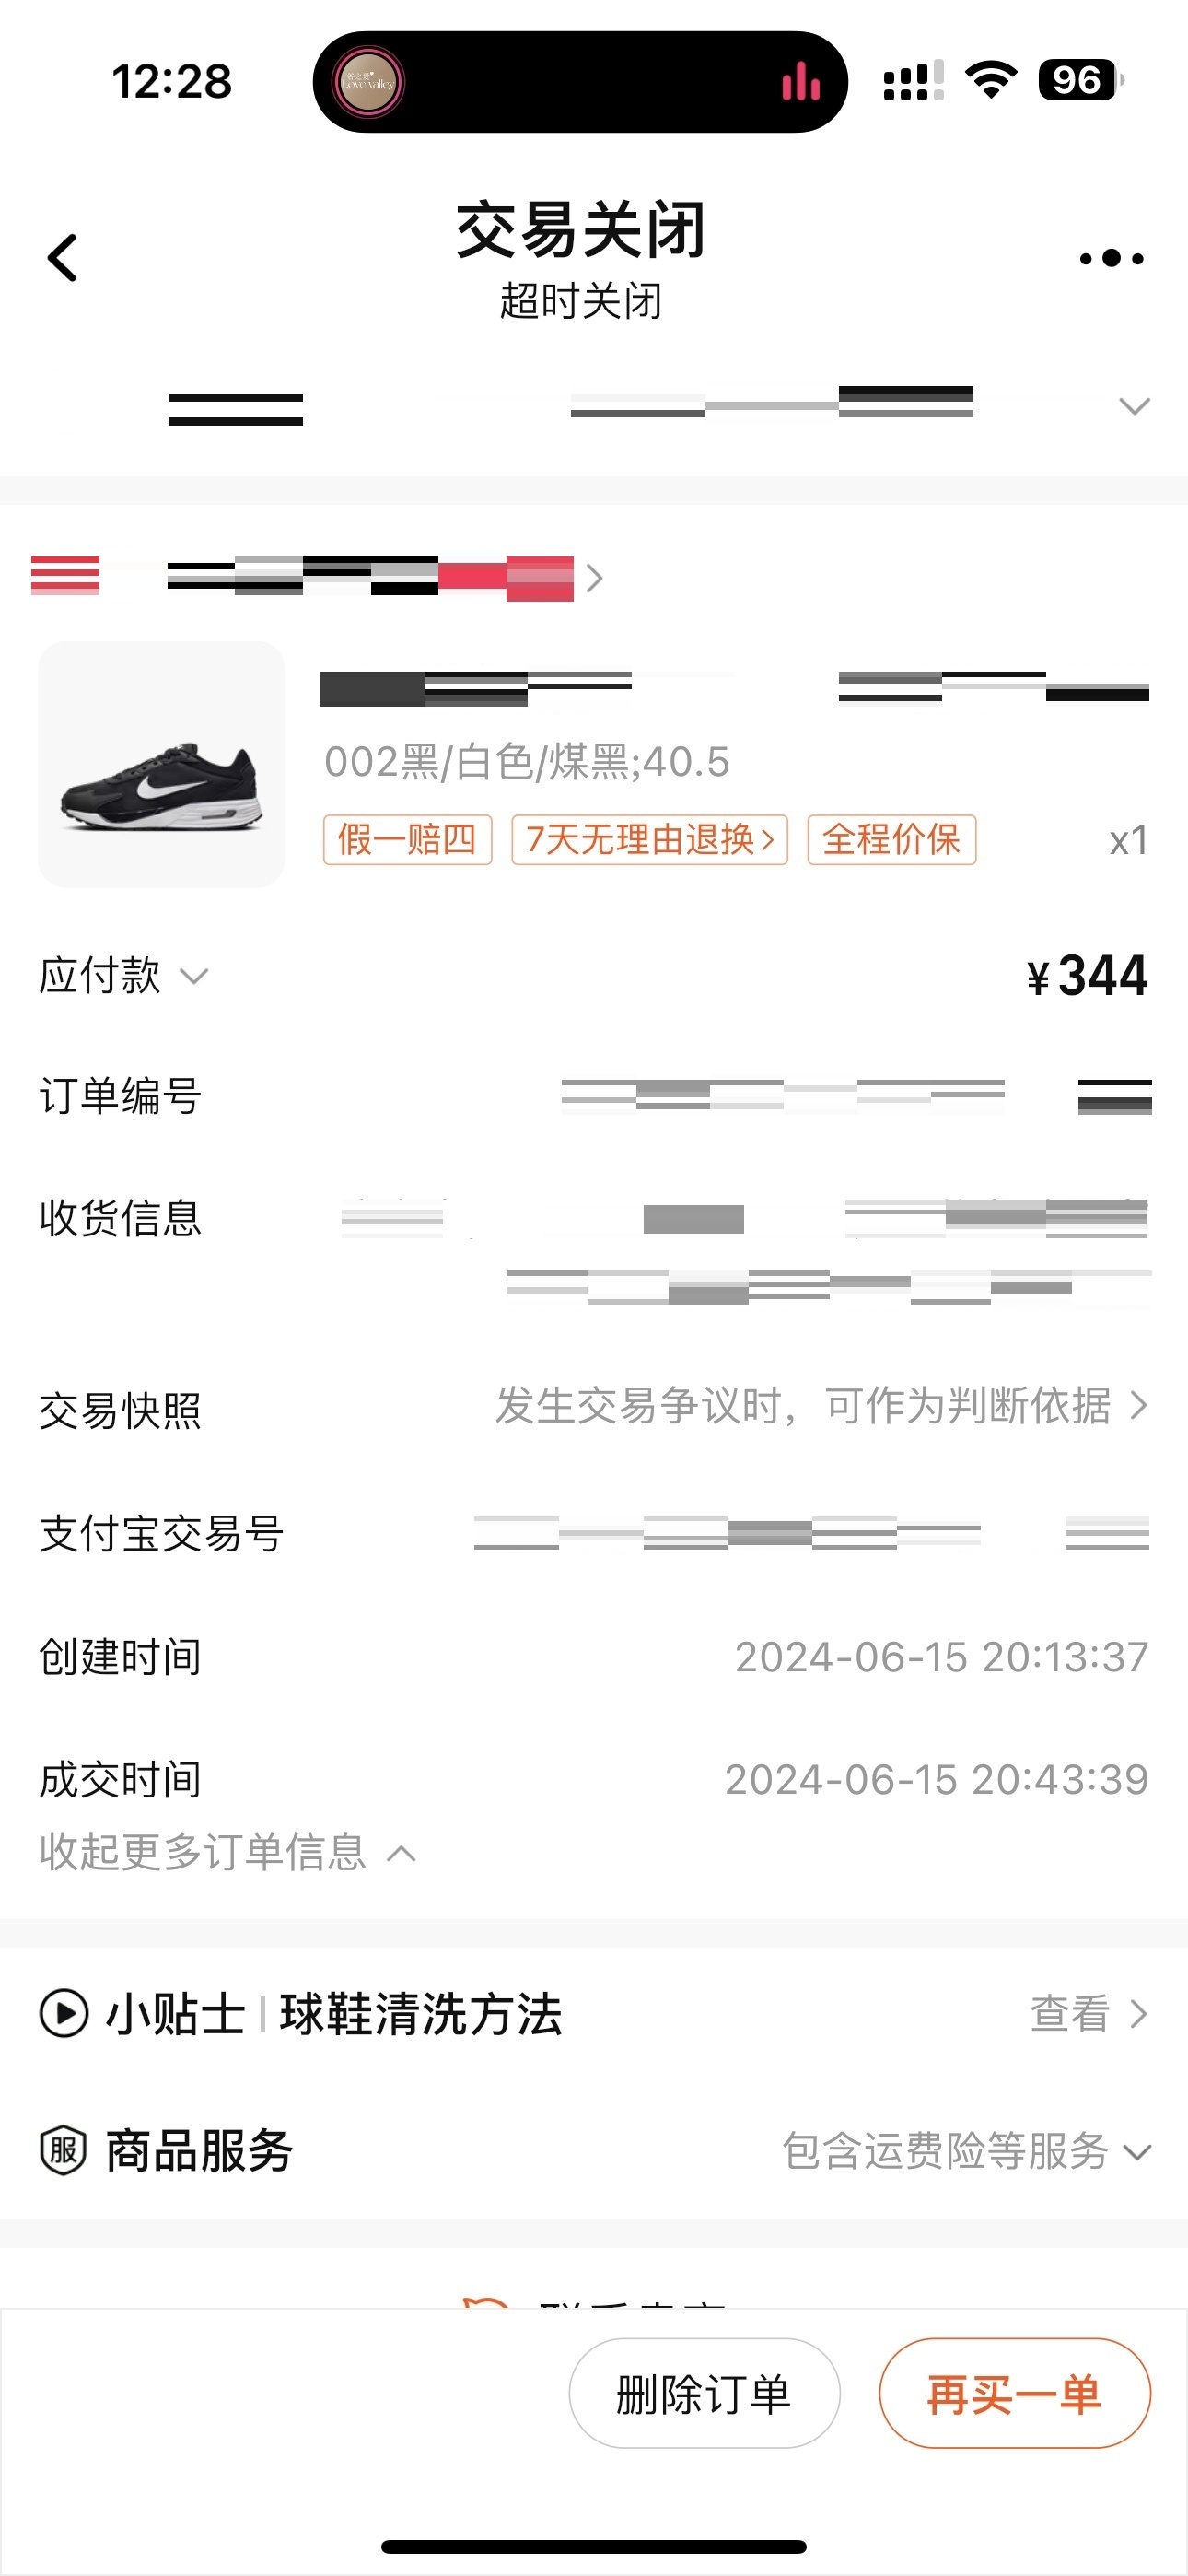 12:28
96
交易关闭
超时关闭
002黑/白色/煤黑;40.5
假一赔四 7天无理由退换 全程价保 x1
应付款 ¥344
订单编号
收货信息
交易快照 发生交易争议时，可作为判断依据
支付宝交易号
创建时间 2024-06-15 20:13:37
成交时间 2024-06-15 20:43:39
收起更多订单信息
小贴士 | 球鞋清洗方法 查看
服 商品服务 包含运费险等服务
删除订单 再买一单